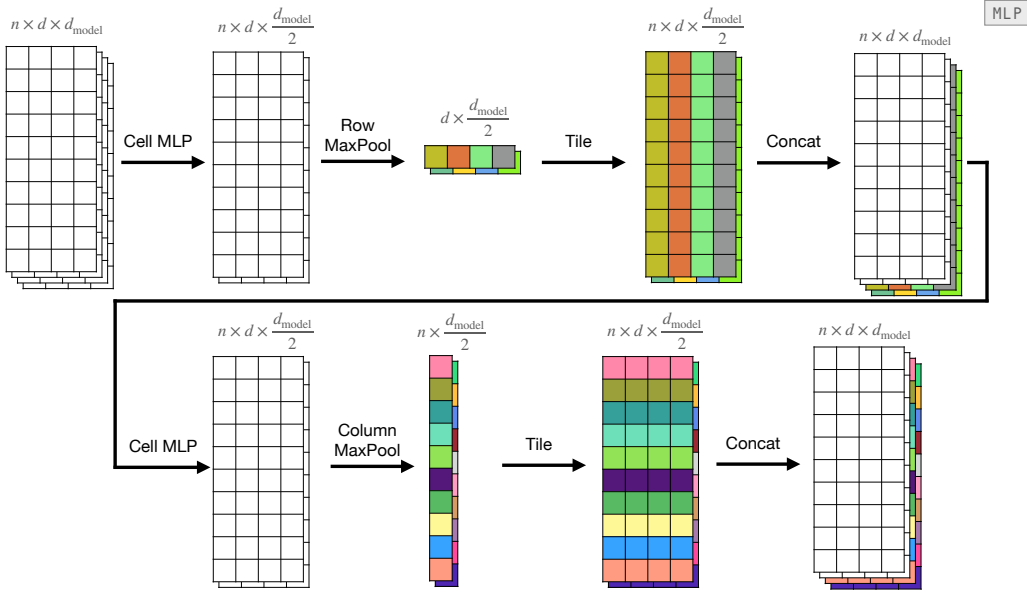 MLP
n × d × d_model
n × d × d_model/2
n × d × d_model/2
n × d × d_model
d × d_model/2
Cell MLP
Row
MaxPool
Tile
Concat
n × d × d_model/2
n × d_model/2
n × d × d_model/2
n × d × d_model
Cell MLP
Column
MaxPool
Tile
Concat